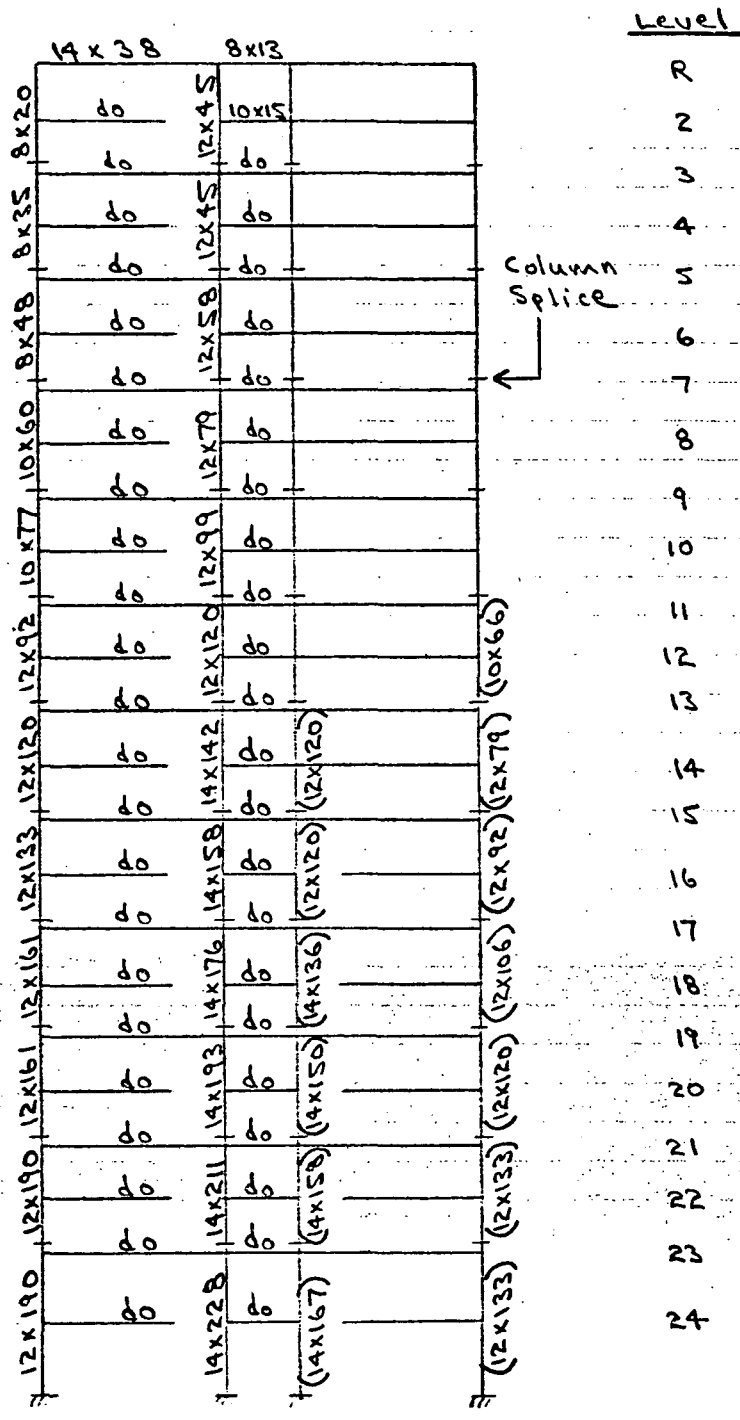 Level
14 x 38 8x13
R
8x20 do 12x45 10x15
2
do do
3
8x35 do 12x45 do
4
do do
5
Column
Splice
8x48 do 12x58 do
6
do do
7
10x60 do 12x79 do
8
do do
9
10x77 do 12x99 do
10
do do
11
12x92 do 12x120 do (10x66)
12
do do
13
12x120 do 14x142 do (12x120) (12x79)
14
do do
15
12x133 do 14x158 do (12x120) (12x92)
16
do do
17
12x161 do 14x176 do (14x136) (12x106)
18
do do
19
12x161 do 14x193 do (14x150) (12x120)
20
do do
21
12x190 do 14x211 do (14x158) (12x133)
22
do do
23
12x190 do 14x228 do (14x167) (12x133)
24